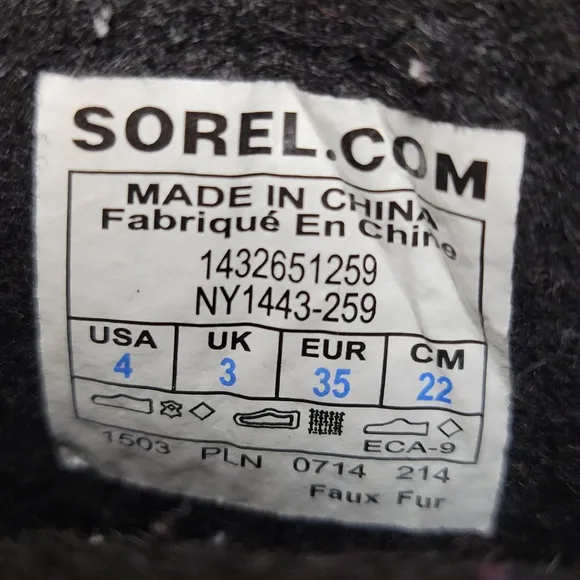 SOREL.COM
MADE IN CHINA
Fabriqué En Chine
1432651259
NY1443-259
USA UK EUR CM
4 3 35 22
ECA-9
1503 PLN 0714 214
Faux Fur